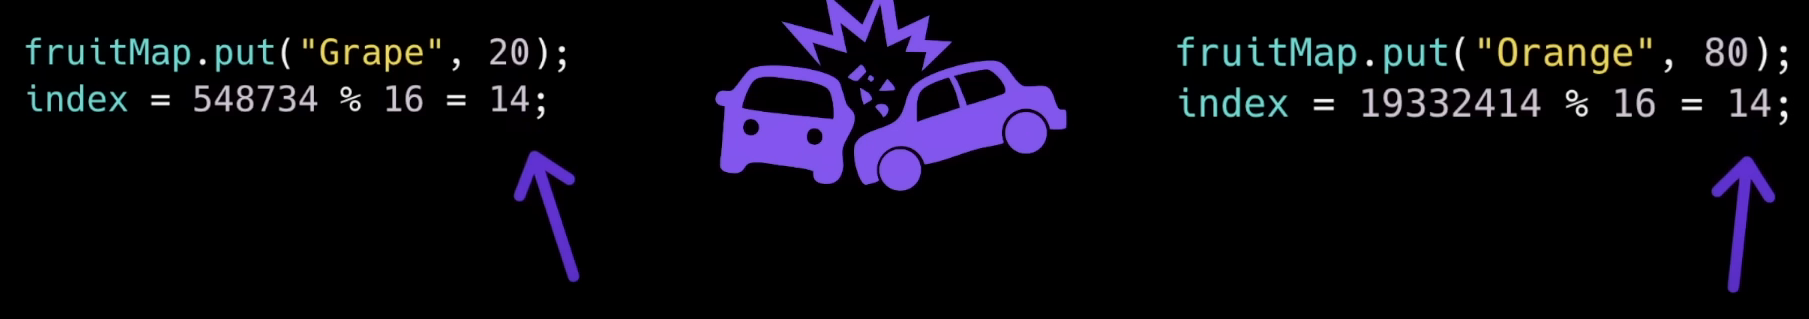 fruitMap.put("Grape", 20);
index = 548734 % 16 = 14;
fruitMap.put("Orange", 80);
index = 19332414 % 16 = 14;